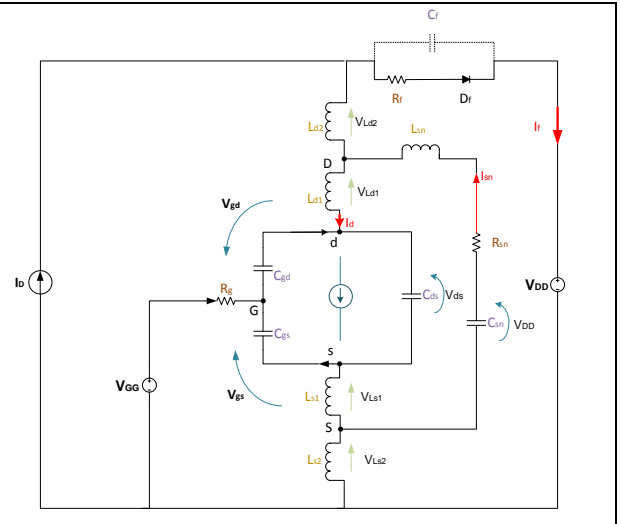 Cf
Rf
Df
If
Ld2
VLd2
Lsn
D
Ld1
VLd1
Isn
Vgd
Id
d
Rsn
ID
Cgd
Rg
G
Cds
Vds
VDD
Csn
VDD
Cgs
s
VGG
Vgs
Ls1
VLs1
S
Ls2
VLs2